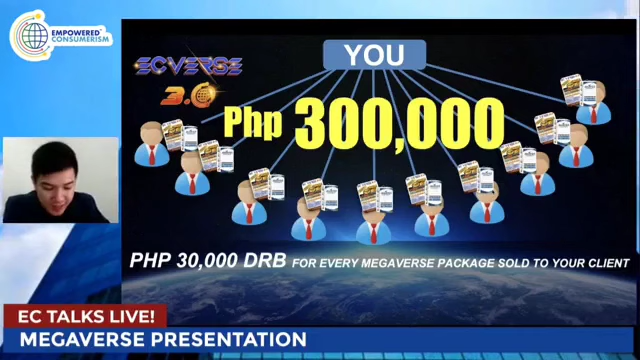 EMPOWERED
CONSUMERISM
YOU
ECVERSE
3.0
Php 300,000
PHP 30,000 DRB FOR EVERY MEGAVERSE PACKAGE SOLD TO YOUR CLIENT
EC TALKS LIVE!
MEGAVERSE PRESENTATION